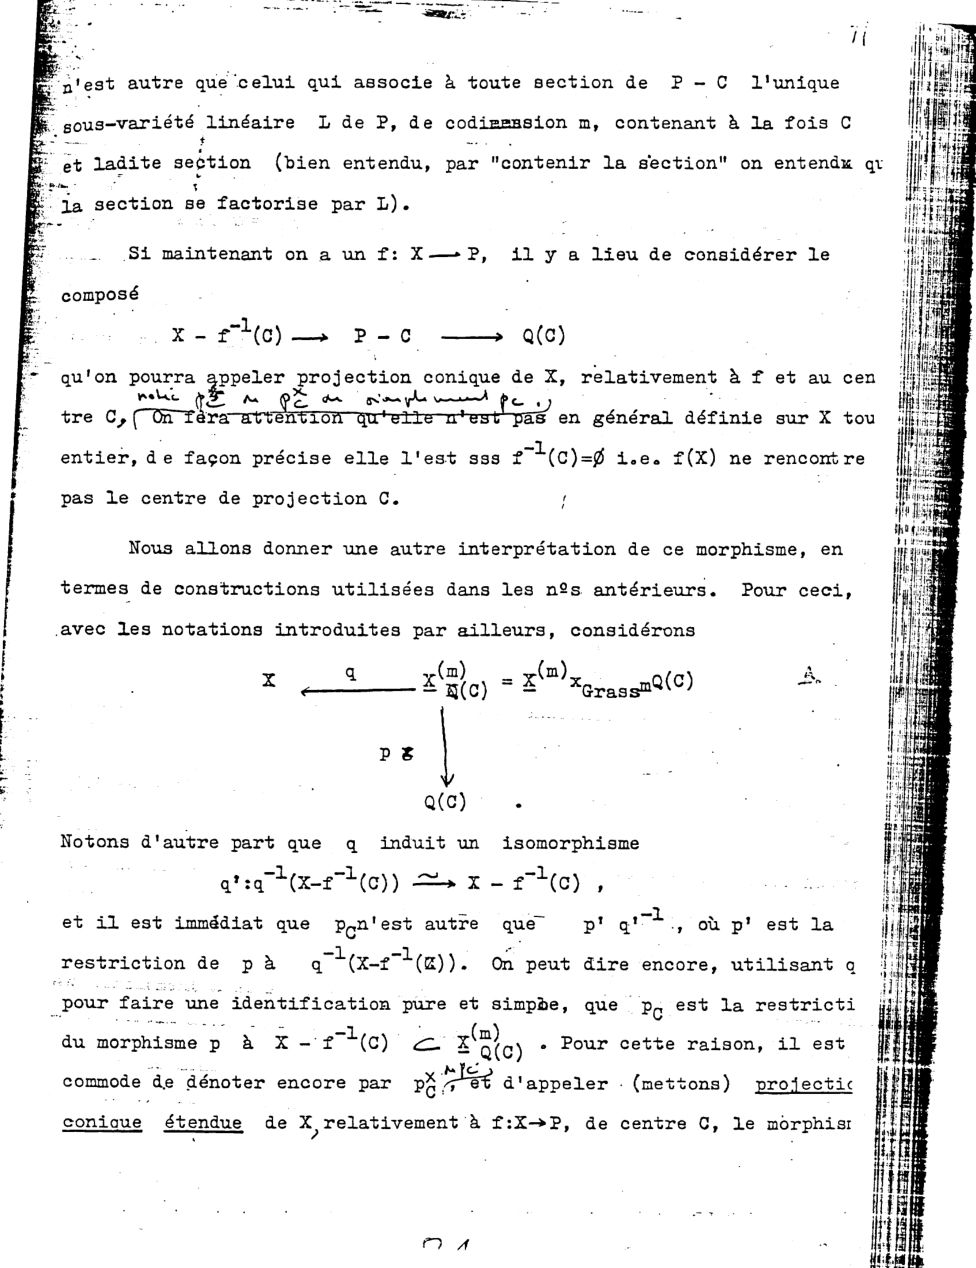 n'est autre que celui qui associe à toute section de P - C l'unique
sous-variété linéaire L de P, de codimension m, contenant à la fois C
et ladite section (bien entendu, par "contenir la section" on entend qu
la section se factorise par L).
Si maintenant on a un f: X ⟶ P, il y a lieu de considérer le
composé
X - f⁻¹(C) ⟶ P - C ⟶ Q(C)
qu'on pourra appeler projection conique de X, relativement à f et au cen
simplement p_C.
tre C, On fera attention qu'elle n'est pas en général définie sur X tou
entier, de façon précise elle l'est sss f⁻¹(C)=∅ i.e. f(X) ne rencontre
pas le centre de projection C.
Nous allons donner une autre interprétation de ce morphisme, en
termes de constructions utilisées dans les nºs antérieurs. Pour ceci,
avec les notations introduites par ailleurs, considérons
X ⟵ q X^(m)_Q(C) = X^(m) x_Grass^m Q(C)
p
Q(C) .
Notons d'autre part que q induit un isomorphisme
q':q⁻¹(X-f⁻¹(C)) ⥲ X - f⁻¹(C) ,
et il est immédiat que p_C n'est autre que p' q'⁻¹ , où p' est la
restriction de p à q⁻¹(X-f⁻¹(C)). On peut dire encore, utilisant q
pour faire une identification pure et simple, que p_C est la restricti
du morphisme p à X - f⁻¹(C) ⊂ X^(m)_Q(C) . Pour cette raison, il est
commode de dénoter encore par p_C^X , et d'appeler (mettons) projectio
conique étendue de X, relativement à f:X→P, de centre C, le morphis